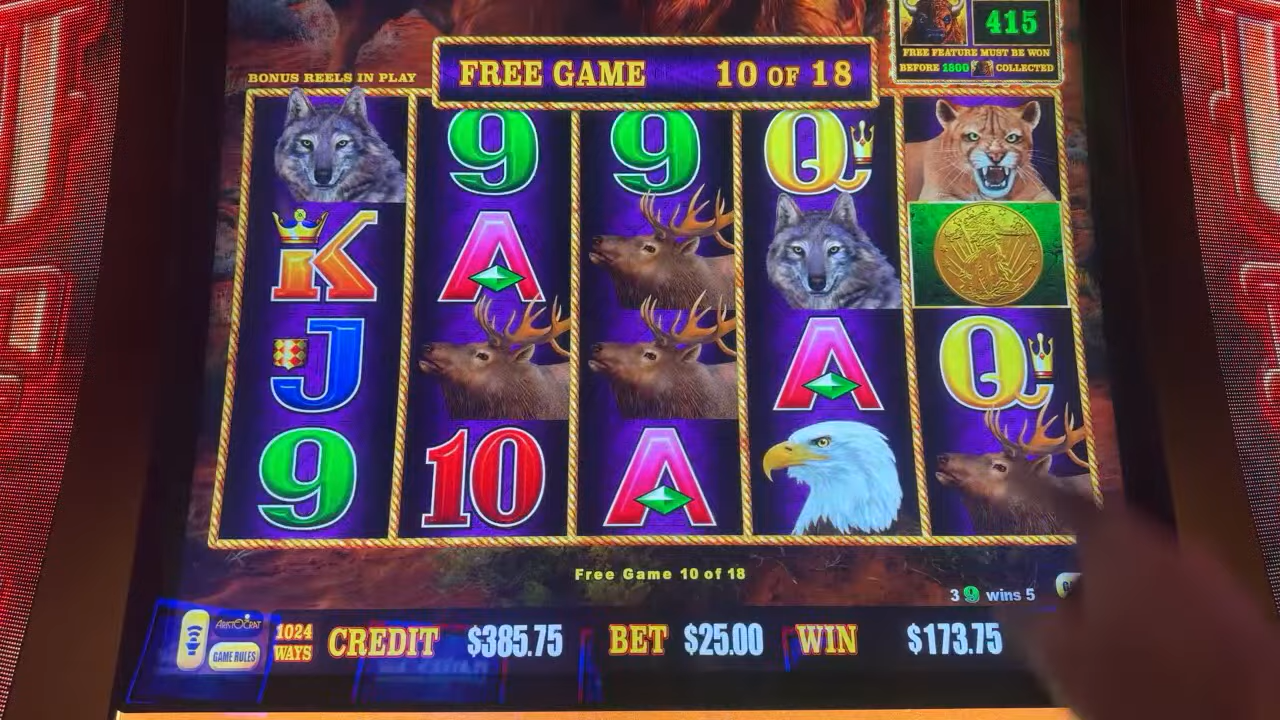 415
FREE FEATURE MUST BE WON
BEFORE 1800 COLLECTED
BONUS REELS IN PLAY
FREE GAME 10 OF 18
9 9 Q
K A
J A Q
9 10 A
Free Game 10 of 18
3 9 wins 5
ARISTOCRAT
GAME RULES
1024
WAYS
CREDIT $385.75 BET $25.00 WIN $173.75